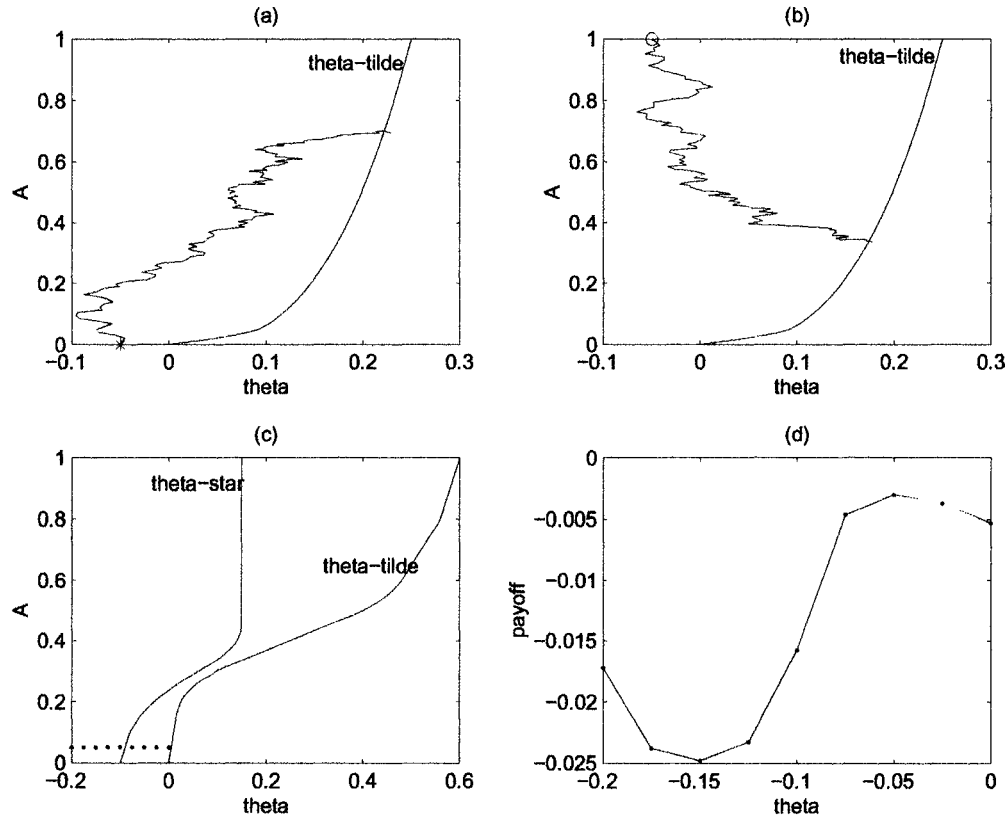 (a)
1
0.8
0.6
0.4
0.2
0
A
theta-tilde
−0.1 0 0.1 0.2 0.3
theta
(b)
1
0.8
0.6
0.4
0.2
0
A
theta-tilde
−0.1 0 0.1 0.2 0.3
theta
(c)
1
0.8
0.6
0.4
0.2
0
A
theta-star
theta-tilde
−0.2 0 0.2 0.4 0.6
theta
(d)
0
−0.005
−0.01
−0.015
−0.02
−0.025
payoff
−0.2 −0.15 −0.1 −0.05 0
theta